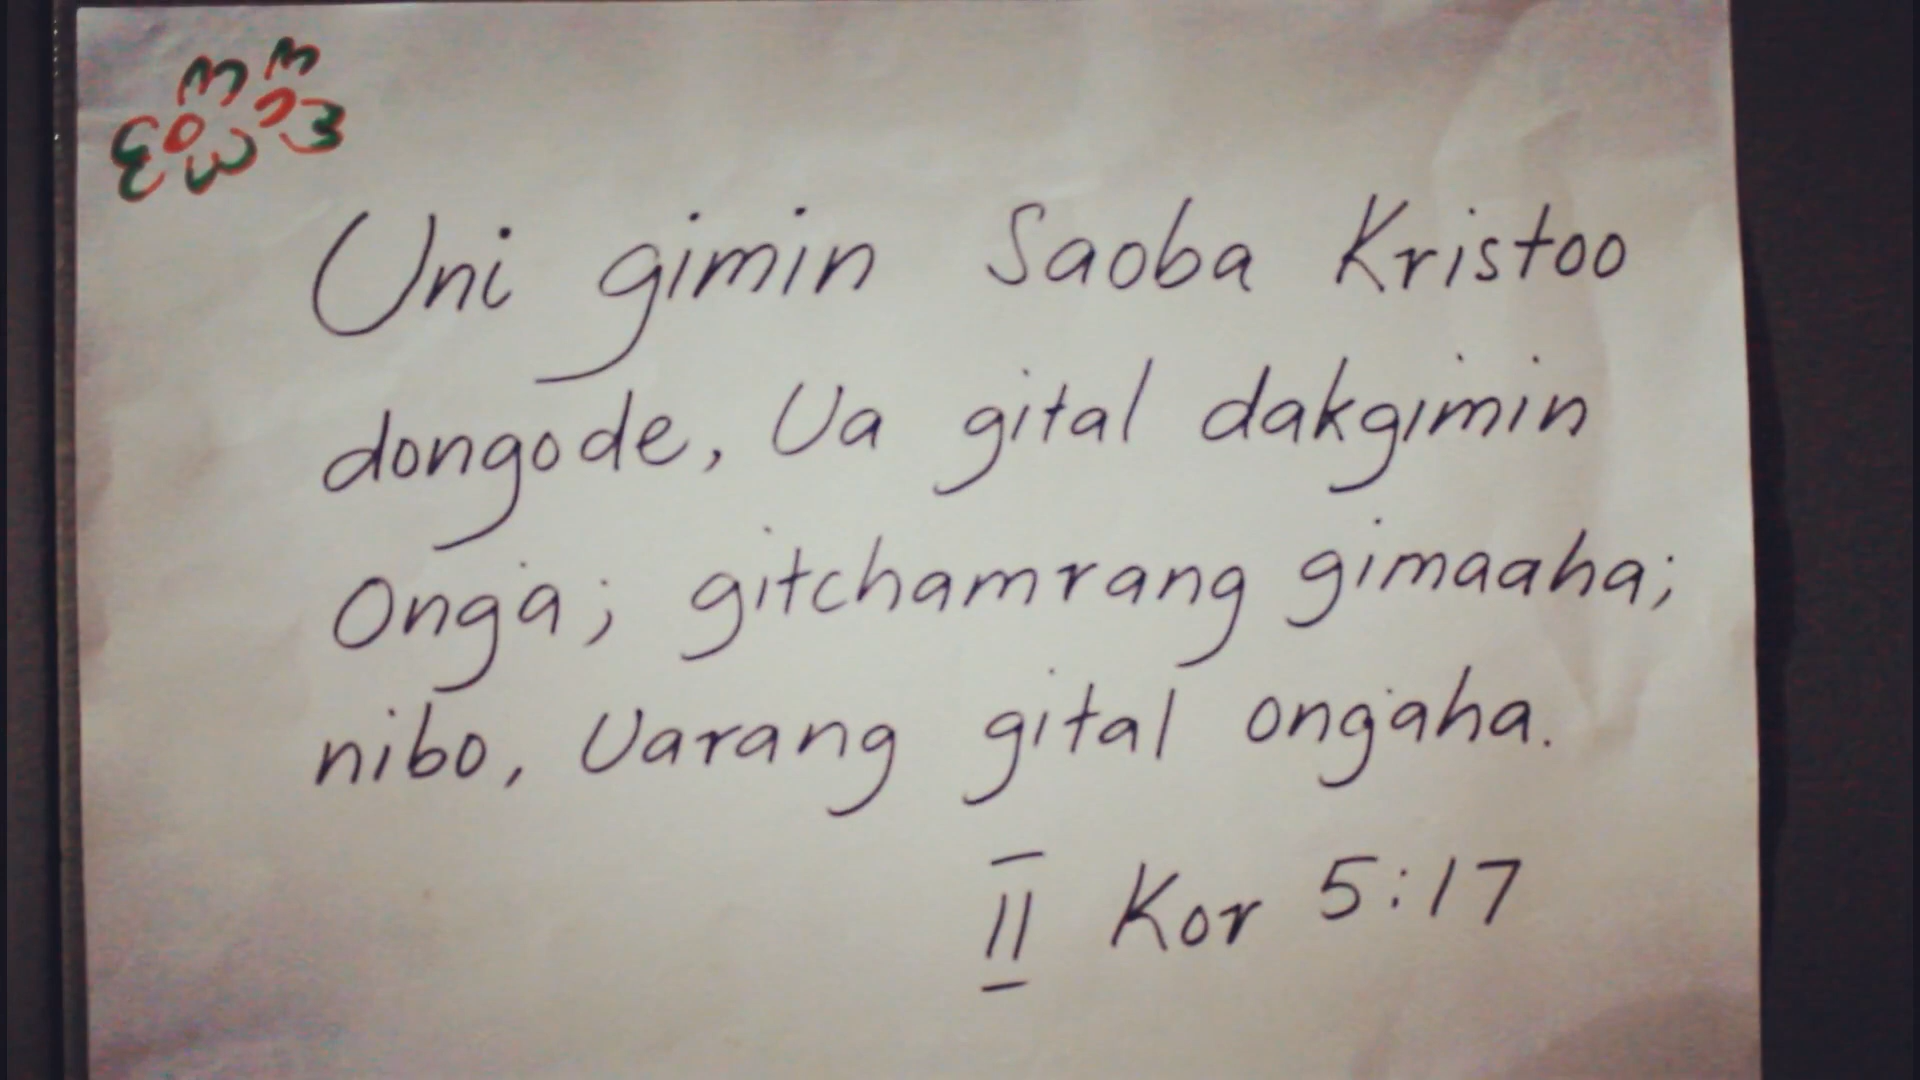 Uni gimin Saoba Kristoo
dongode, Ua gital dakgimin
Onga; gitchamrang gimaaha;
nibo, Uarang gital ongaha.
II Kor 5:17